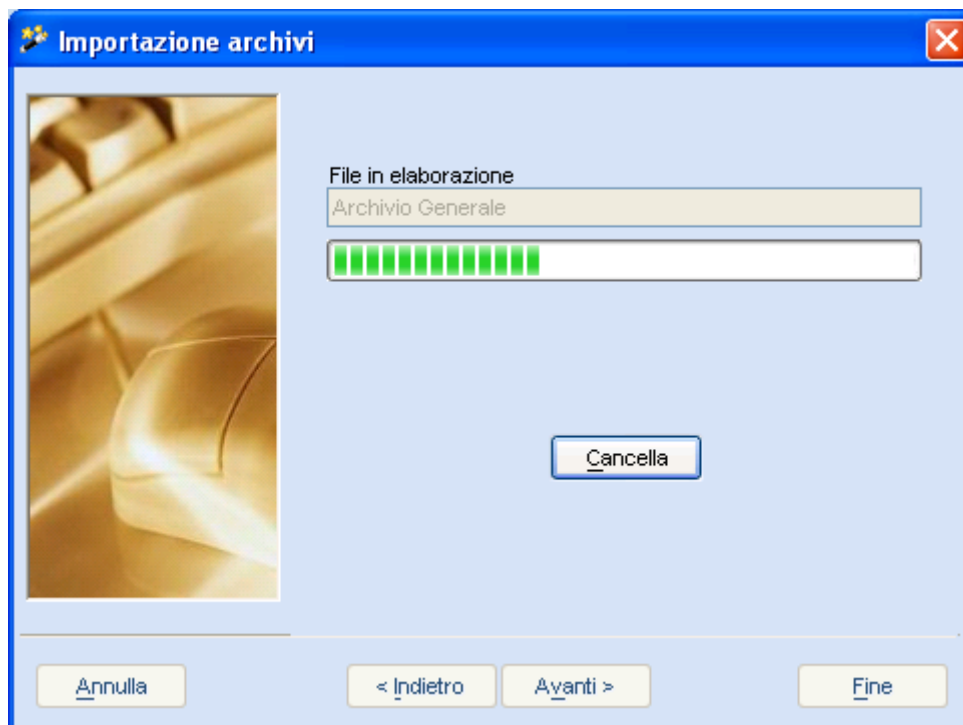 Importazione archivi
File in elaborazione
Archivio Generale
Cancella
Annulla
< Indietro
Avanti >
Fine